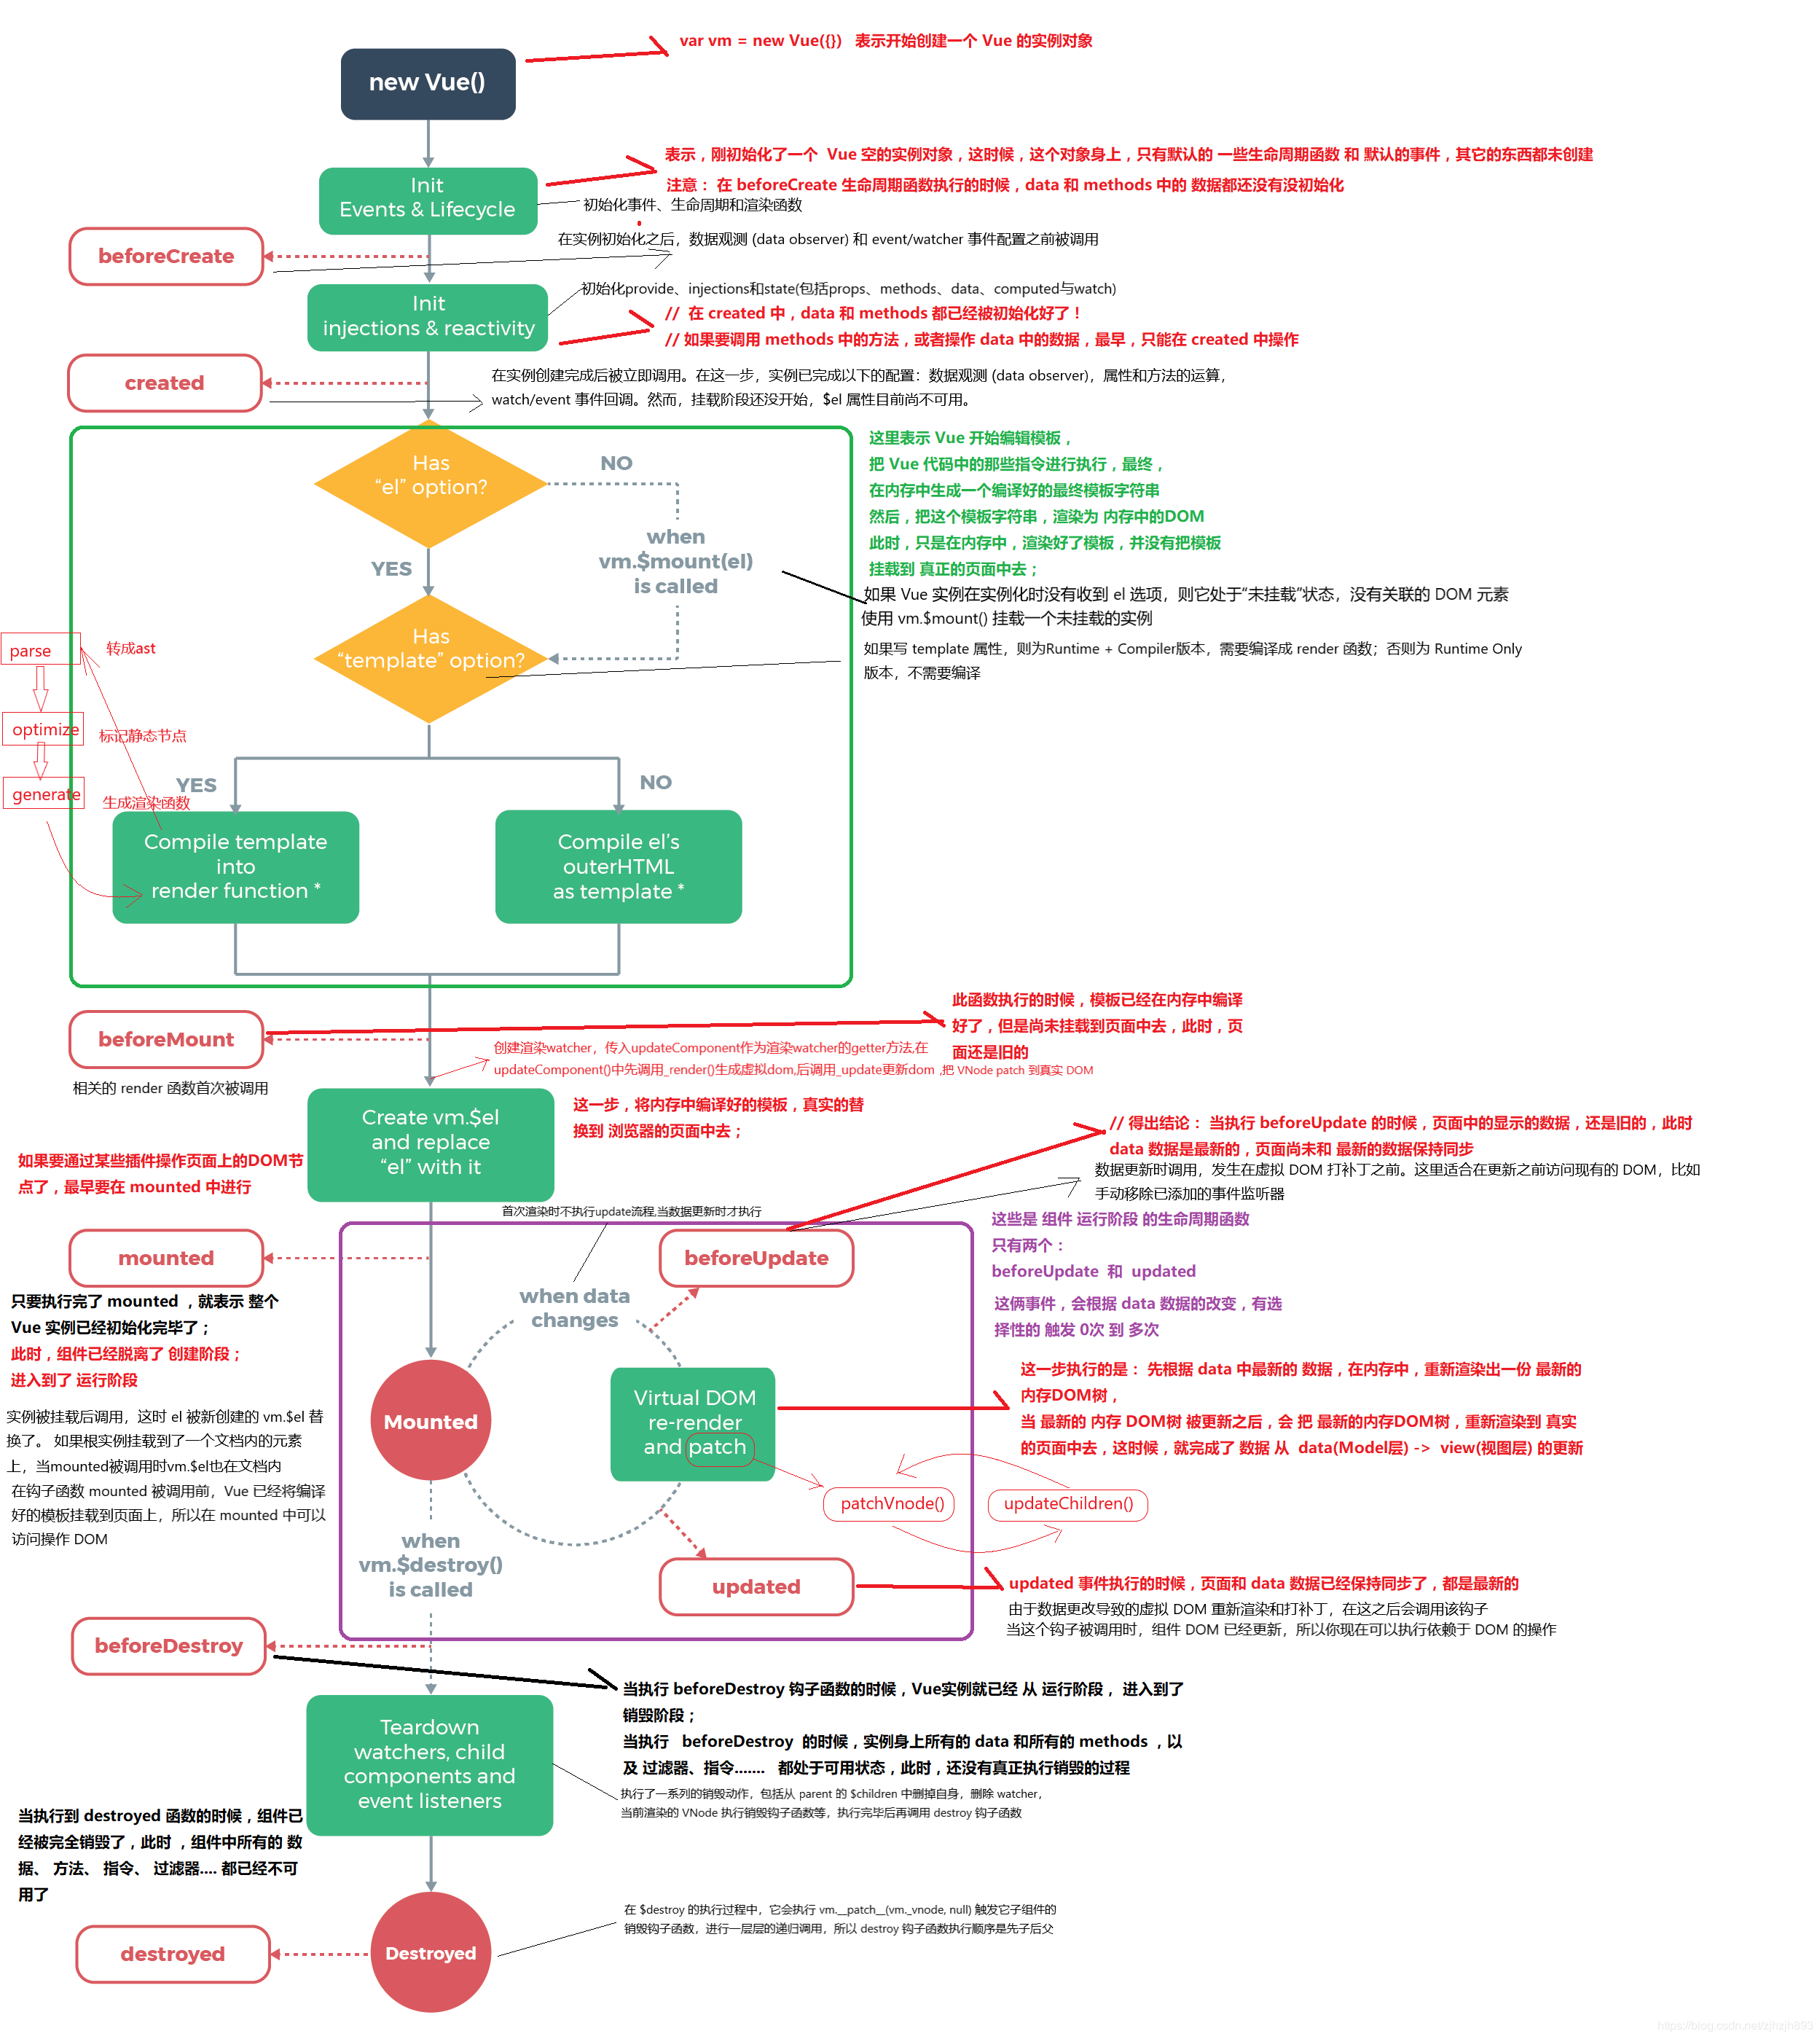 var vm = new Vue({})   表示开始创建一个 Vue 的实例对象
new Vue()
表示，刚初始化了一个  Vue 空的实例对象，这时候，这个对象身上，只有默认的 一些生命周期函数 和 默认的事件，其它的东西都未创建
注意： 在 beforeCreate 生命周期函数执行的时候，data 和 methods 中的 数据都还没有没初始化
Init
Events & Lifecycle
初始化事件、生命周期和渲染函数
在实例初始化之后，数据观测 (data observer) 和 event/watcher 事件配置之前被调用
beforeCreate
初始化provide、injections和state(包括props、methods、data、computed与watch)
Init
injections & reactivity
//  在 created 中，data 和 methods 都已经被初始化好了！
// 如果要调用 methods 中的方法，或者操作 data 中的数据，最早，只能在 created 中操作
created
在实例创建完成后被立即调用。在这一步，实例已完成以下的配置：数据观测 (data observer)，属性和方法的运算，
watch/event 事件回调。然而，挂载阶段还没开始，$el 属性目前尚不可用。
这里表示 Vue 开始编辑模板，
把 Vue 代码中的那些指令进行执行，最终，
在内存中生成一个编译好的最终模板字符串
然后，把这个模板字符串，渲染为 内存中的DOM
此时，只是在内存中，渲染好了模板，并没有把模板
挂载到 真正的页面中去；
Has
“el” option?
NO
when
vm.$mount(el)
is called
YES
如果 Vue 实例在实例化时没有收到 el 选项，则它处于“未挂载”状态，没有关联的 DOM 元素
使用 vm.$mount() 挂载一个未挂载的实例
Has
“template” option?
如果写 template 属性，则为Runtime + Compiler版本，需要编译成 render 函数；否则为 Runtime Only
版本，不需要编译
parse
转成ast
optimize
标记静态节点
generate
生成渲染函数
YES
NO
Compile template
into
render function *
Compile el’s
outerHTML
as template *
此函数执行的时候，模板已经在内存中编译
好了，但是尚未挂载到页面中去，此时，页
面还是旧的
beforeMount
创建渲染watcher，传入updateComponent作为渲染watcher的getter方法,在
updateComponent()中先调用_render()生成虚拟dom,后调用_update更新dom ,把 VNode patch 到真实 DOM
相关的 render 函数首次被调用
Create vm.$el
and replace
“el” with it
这一步，将内存中编译好的模板，真实的替
换到 浏览器的页面中去；
如果要通过某些插件操作页面上的DOM节
点了，最早要在 mounted 中进行
// 得出结论： 当执行 beforeUpdate 的时候，页面中的显示的数据，还是旧的，此时
data 数据是最新的，页面尚未和 最新的数据保持同步
数据更新时调用，发生在虚拟 DOM 打补丁之前。这里适合在更新之前访问现有的 DOM，比如
手动移除已添加的事件监听器
首次渲染时不执行update流程,当数据更新时才执行
mounted
beforeUpdate
when data
changes
这些是 组件 运行阶段 的生命周期函数
只有两个：
beforeUpdate  和  updated
这俩事件，会根据 data 数据的改变，有选
择性的 触发 0次 到 多次
只要执行完了 mounted ，就表示 整个
Vue 实例已经初始化完毕了；
此时，组件已经脱离了 创建阶段；
进入到了 运行阶段
实例被挂载后调用，这时 el 被新创建的 vm.$el 替
换了。 如果根实例挂载到了一个文档内的元素
上，当mounted被调用时vm.$el也在文档内
在钩子函数 mounted 被调用前，Vue 已经将编译
好的模板挂载到页面上，所以在 mounted 中可以
访问操作 DOM
Mounted
Virtual DOM
re-render
and patch
这一步执行的是： 先根据 data 中最新的 数据，在内存中，重新渲染出一份 最新的
内存DOM树，
当 最新的 内存 DOM树 被更新之后，会 把 最新的内存DOM树，重新渲染到 真实
的页面中去，这时候，就完成了 数据 从  data(Model层) ->  view(视图层) 的更新
patchVnode()
updateChildren()
when
vm.$destroy()
is called
updated
updated 事件执行的时候，页面和 data 数据已经保持同步了，都是最新的
由于数据更改导致的虚拟 DOM 重新渲染和打补丁，在这之后会调用该钩子
当这个钩子被调用时，组件 DOM 已经更新，所以你现在可以执行依赖于 DOM 的操作
beforeDestroy
当执行 beforeDestroy 钩子函数的时候，Vue实例就已经 从 运行阶段， 进入到了
销毁阶段；
当执行   beforeDestroy  的时候，实例身上所有的 data 和所有的 methods ，以
及 过滤器、指令.......   都处于可用状态，此时，还没有真正执行销毁的过程
Teardown
watchers, child
components and
event listeners
执行了一系列的销毁动作，包括从 parent 的 $children 中删掉自身，删除 watcher，
当前渲染的 VNode 执行销毁钩子函数等，执行完毕后再调用 destroy 钩子函数
当执行到 destroyed 函数的时候，组件已
经被完全销毁了，此时 ，组件中所有的 数
据、 方法、 指令、 过滤器.... 都已经不可
用了
在 $destroy 的执行过程中，它会执行 vm.__patch__(vm._vnode, null) 触发它子组件的
销毁钩子函数，进行一层层的递归调用，所以 destroy 钩子函数执行顺序是先子后父
destroyed
Destroyed
https://blog.csdn.net/zjhzjh893